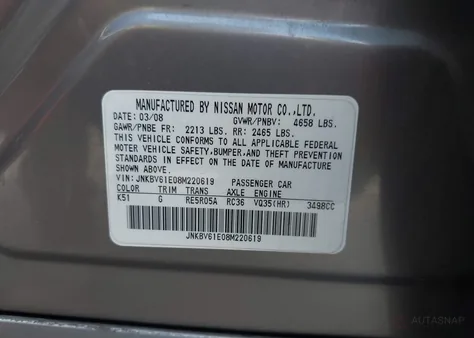 MANUFACTURED BY NISSAN MOTOR CO.,LTD.
DATE: 03/08 GVWR/PNBV: 4658 LBS.
GAWR/PNBE FR: 2213 LBS. RR: 2465 LBS.
THIS VEHICLE CONFORMS TO ALL APPLICABLE FEDERAL
MOTOR VEHICLE SAFETY,BUMPER,AND THEFT PREVENTION
STANDARDS IN EFFECT ON THE DATE OF MANUFACTURE
SHOWN ABOVE.
VIN: JNKBV61E08M220619 PASSENGER CAR
COLOR TRIM TRANS AXLE ENGINE
K51 G RE5R05A RC36 VQ35(HR) 3498CC
JNKBV61E08M220619
AUTASNAP